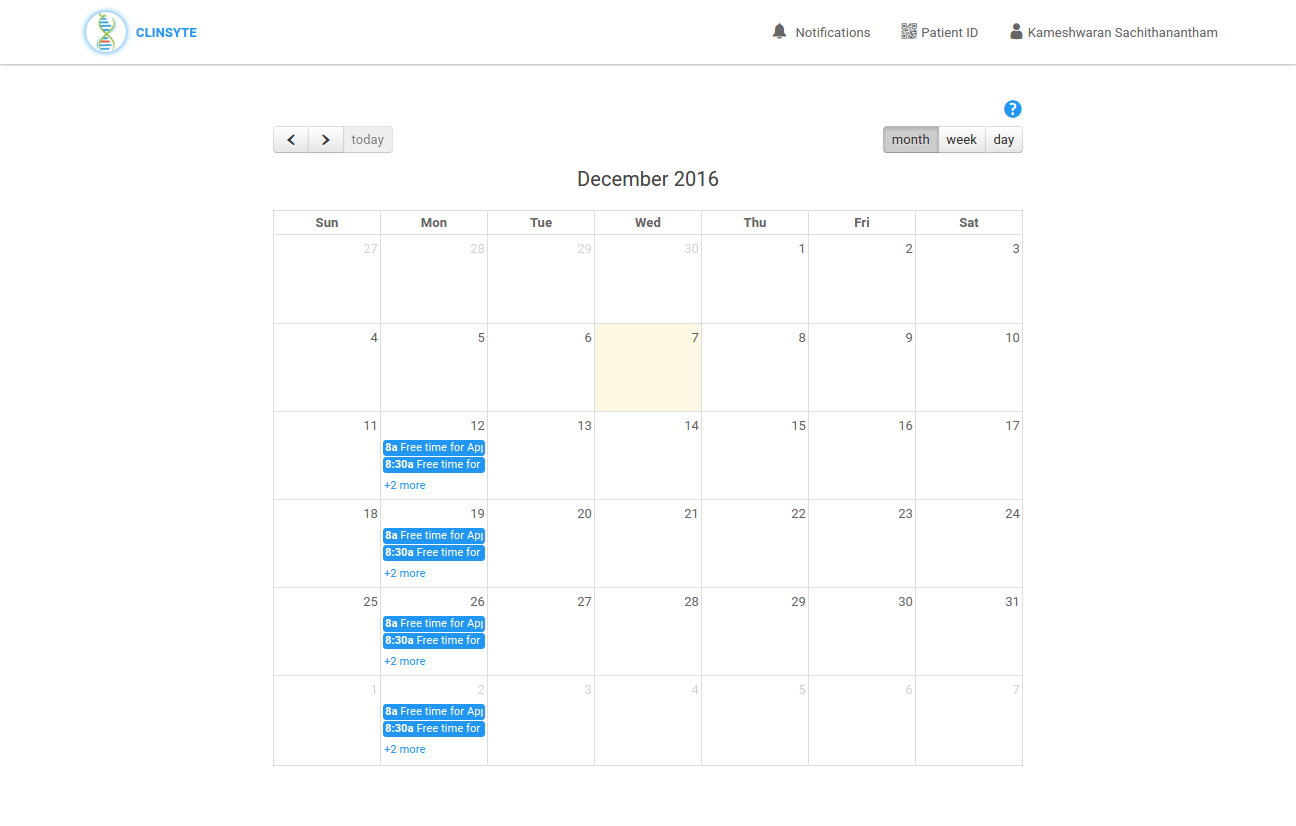 CLINSYTE Notifications Patient ID Kameshwaran Sachithanantham
?
today month week day
December 2016
Sun Mon Tue Wed Thu Fri Sat
27 28 29 30 1 2 3
4 5 6 7 8 9 10
11 12 13 14 15 16 17
8a Free time for App
8:30a Free time for
+2 more
18 19 20 21 22 23 24
8a Free time for App
8:30a Free time for
+2 more
25 26 27 28 29 30 31
8a Free time for App
8:30a Free time for
+2 more
1 2 3 4 5 6 7
8a Free time for App
8:30a Free time for
+2 more